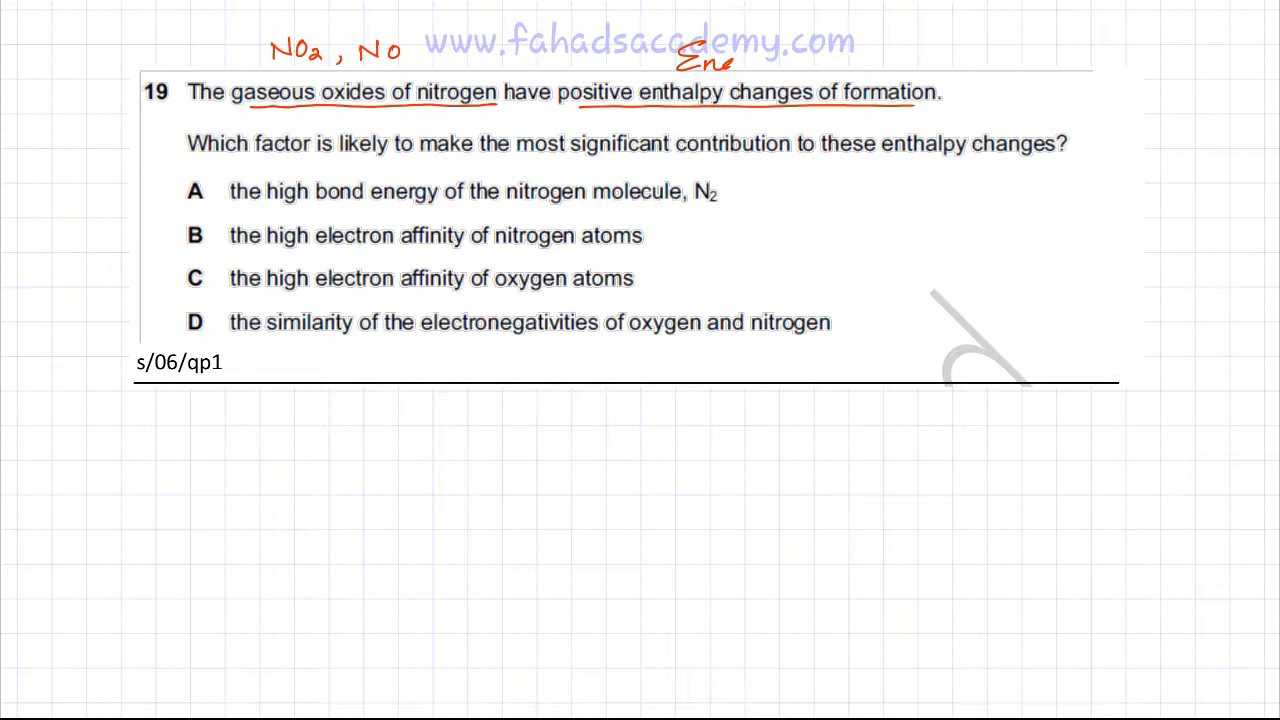 NO₂, NO
www.fahadsacademy.com
Ene
19 The gaseous oxides of nitrogen have positive enthalpy changes of formation.
Which factor is likely to make the most significant contribution to these enthalpy changes?
A the high bond energy of the nitrogen molecule, N₂
B the high electron affinity of nitrogen atoms
C the high electron affinity of oxygen atoms
D the similarity of the electronegativities of oxygen and nitrogen
s/06/qp1